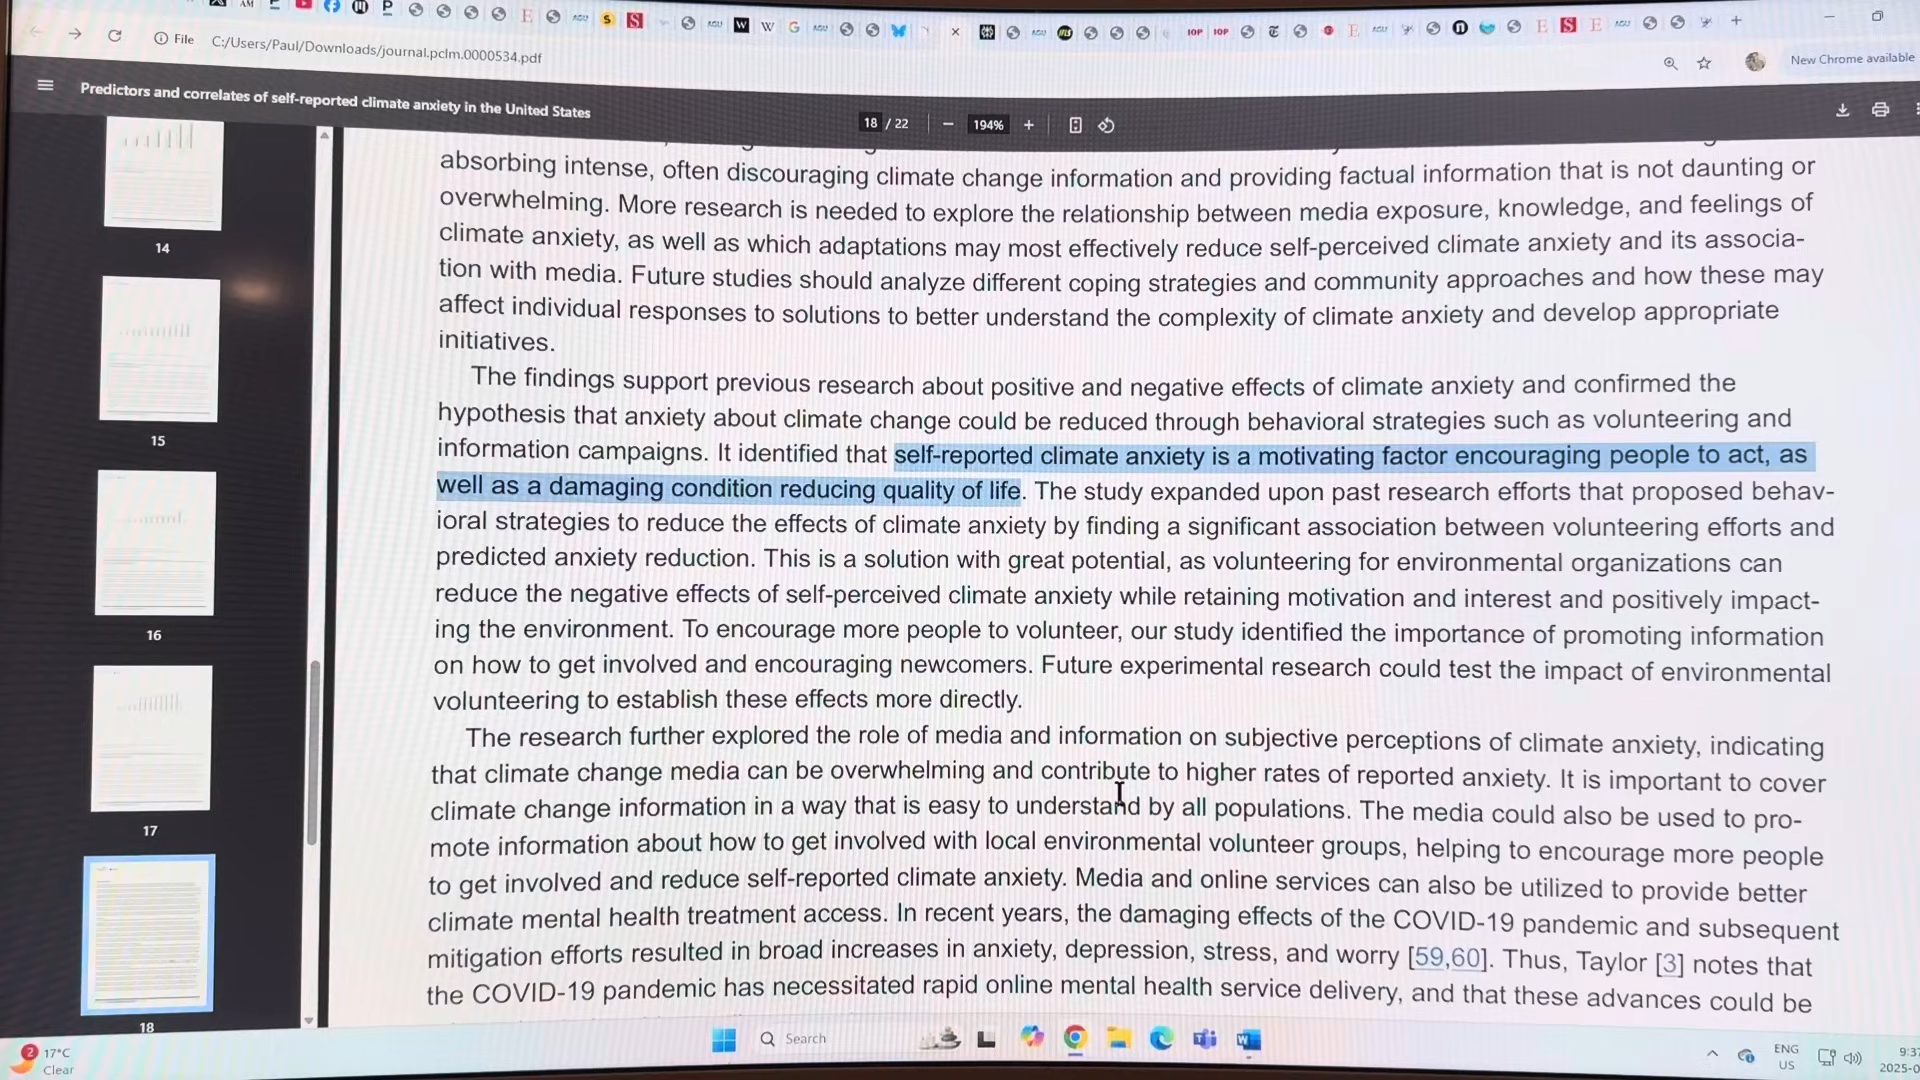 File C:/Users/Paul/Downloads/journal.pclm.0000534.pdf
New Chrome available
Predictors and correlates of self-reported climate anxiety in the United States
18 / 22 — 194% +
absorbing intense, often discouraging climate change information and providing factual information that is not daunting or
overwhelming. More research is needed to explore the relationship between media exposure, knowledge, and feelings of
climate anxiety, as well as which adaptations may most effectively reduce self-perceived climate anxiety and its associa-
tion with media. Future studies should analyze different coping strategies and community approaches and how these may
affect individual responses to solutions to better understand the complexity of climate anxiety and develop appropriate
initiatives.
The findings support previous research about positive and negative effects of climate anxiety and confirmed the
hypothesis that anxiety about climate change could be reduced through behavioral strategies such as volunteering and
information campaigns. It identified that self-reported climate anxiety is a motivating factor encouraging people to act, as
well as a damaging condition reducing quality of life. The study expanded upon past research efforts that proposed behav-
ioral strategies to reduce the effects of climate anxiety by finding a significant association between volunteering efforts and
predicted anxiety reduction. This is a solution with great potential, as volunteering for environmental organizations can
reduce the negative effects of self-perceived climate anxiety while retaining motivation and interest and positively impact-
ing the environment. To encourage more people to volunteer, our study identified the importance of promoting information
on how to get involved and encouraging newcomers. Future experimental research could test the impact of environmental
volunteering to establish these effects more directly.
The research further explored the role of media and information on subjective perceptions of climate anxiety, indicating
that climate change media can be overwhelming and contribute to higher rates of reported anxiety. It is important to cover
climate change information in a way that is easy to understand by all populations. The media could also be used to pro-
mote information about how to get involved with local environmental volunteer groups, helping to encourage more people
to get involved and reduce self-reported climate anxiety. Media and online services can also be utilized to provide better
climate mental health treatment access. In recent years, the damaging effects of the COVID-19 pandemic and subsequent
mitigation efforts resulted in broad increases in anxiety, depression, stress, and worry [59,60]. Thus, Taylor [3] notes that
the COVID-19 pandemic has necessitated rapid online mental health service delivery, and that these advances could be
14
15
16
17
18
2
17°C
Clear
Search
ENG
US
9:37
2025-0